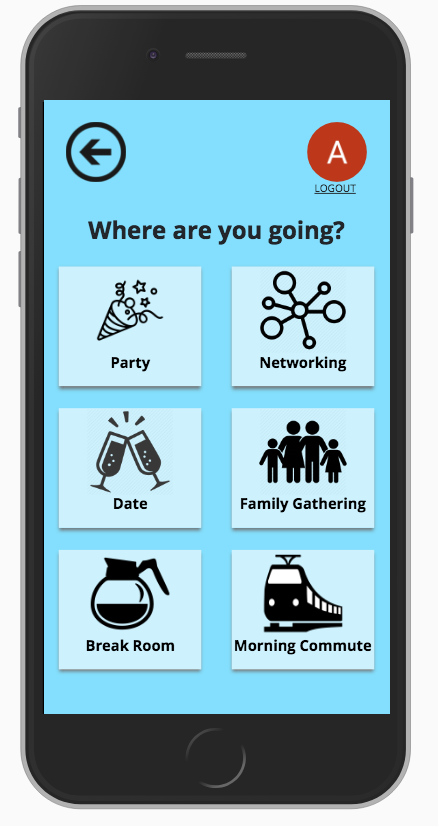 A
LOGOUT
Where are you going?
Party
Networking
Date
Family Gathering
Break Room
Morning Commute